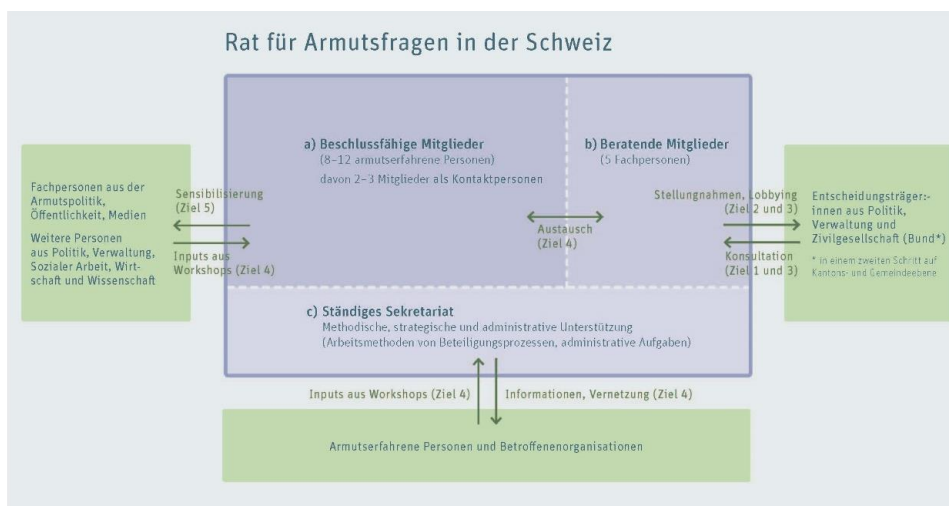 Rat für Armutsfragen in der Schweiz
a) Beschlussfähige Mitglieder
(8–12 armutserfahrene Personen)
davon 2–3 Mitglieder als Kontaktpersonen
b) Beratende Mitglieder
(5 Fachpersonen)
Fachpersonen aus der
Armutspolitik,
Öffentlichkeit, Medien
Weitere Personen
aus Politik, Verwaltung,
Sozialer Arbeit, Wirt-
schaft und Wissenschaft
Sensibilisierung
(Ziel 5)
Inputs aus
Workshops (Ziel 4)
Austausch
(Ziel 4)
Stellungnahmen, Lobbying
(Ziel 2 und 3)
Konsultation
(Ziel 1 und 3)
Entscheidungsträger:-
innen aus Politik,
Verwaltung und
Zivilgesellschaft (Bund*)
* in einem zweiten Schritt auf
Kantons- und Gemeindeebene
c) Ständiges Sekretariat
Methodische, strategische und administrative Unterstützung
(Arbeitsmethoden von Beteiligungsprozessen, administrative Aufgaben)
Inputs aus Workshops (Ziel 4)
Informationen, Vernetzung (Ziel 4)
Armutserfahrene Personen und Betroffenenorganisationen